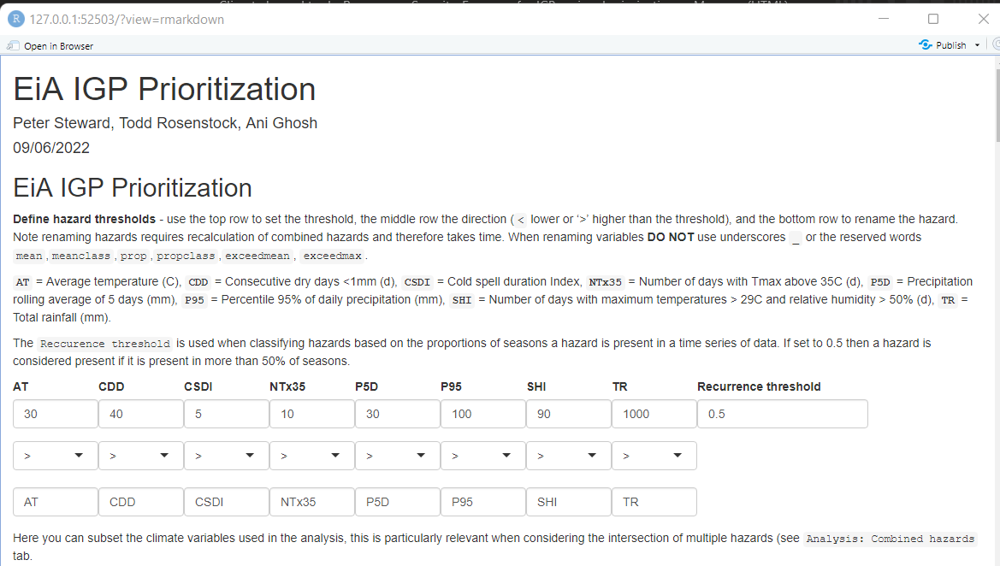 R 127.0.0.1:52503/?view=rmarkdown
Open in Browser Publish
EiA IGP Prioritization
Peter Steward, Todd Rosenstock, Ani Ghosh
09/06/2022
EiA IGP Prioritization
Define hazard thresholds - use the top row to set the threshold, the middle row the direction ( < lower or '>' higher than the threshold), and the bottom row to rename the hazard.
Note renaming hazards requires recalculation of combined hazards and therefore takes time. When renaming variables DO NOT use underscores _ or the reserved words
mean , meanclass , prop , propclass , exceedmean , exceedmax .
AT = Average temperature (C), CDD = Consecutive dry days <1mm (d), CSDI = Cold spell duration Index, NTx35 = Number of days with Tmax above 35C (d), P5D = Precipitation
rolling average of 5 days (mm), P95 = Percentile 95% of daily precipitation (mm), SHI = Number of days with maximum temperatures > 29C and relative humidity > 50% (d), TR =
Total rainfall (mm).
The Reccurence threshold is used when classifying hazards based on the proportions of seasons a hazard is present in a time series of data. If set to 0.5 then a hazard is
considered present if it is present in more than 50% of seasons.
AT CDD CSDI NTx35 P5D P95 SHI TR Recurrence threshold
30 40 5 10 30 100 90 1000 0.5
> > > > > > > >
AT CDD CSDI NTx35 P5D P95 SHI TR
Here you can subset the climate variables used in the analysis, this is particularly relevant when considering the intersection of multiple hazards (see Analysis: Combined hazards
tab.